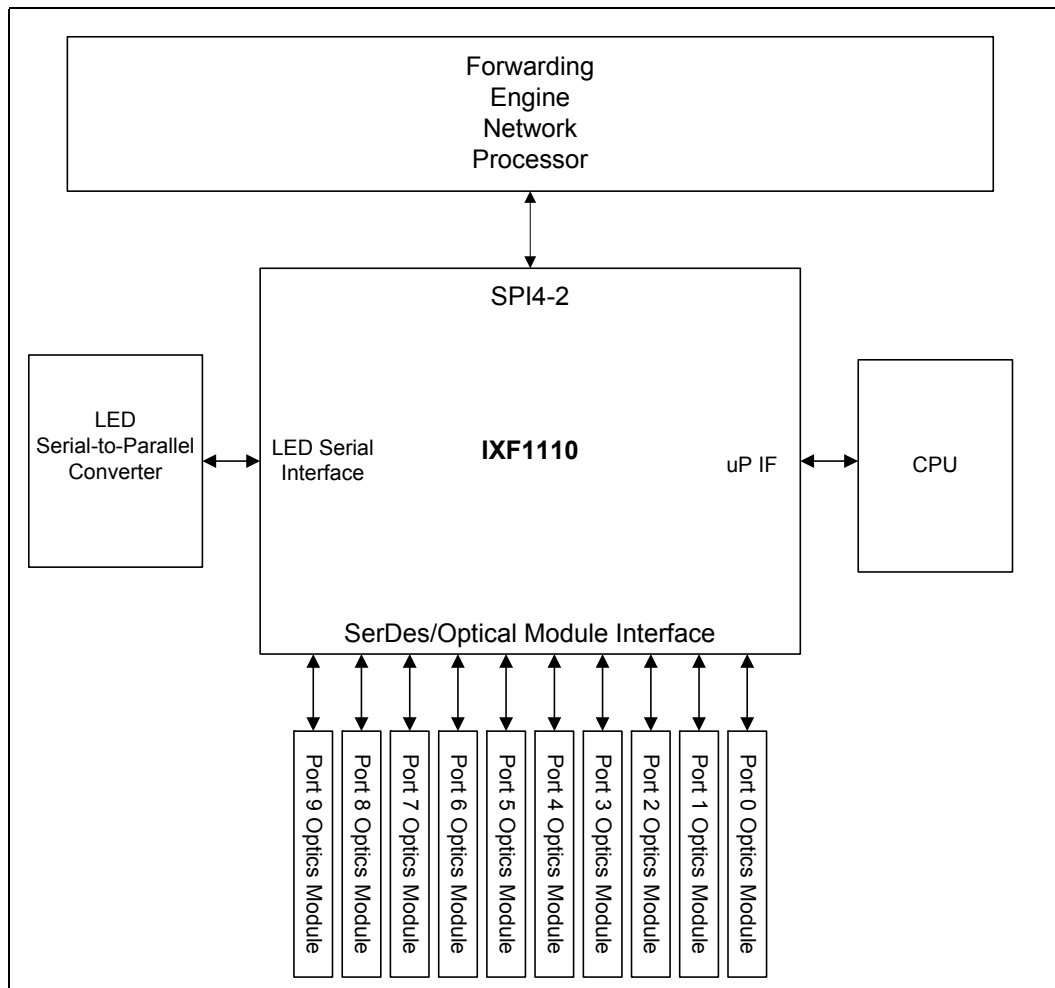 Forwarding
Engine
Network
Processor
SPI4-2
LED
Serial-to-Parallel
Converter
LED Serial
Interface
IXF1110
uP IF
CPU
SerDes/Optical Module Interface
Port 9 Optics Module
Port 8 Optics Module
Port 7 Optics Module
Port 6 Optics Module
Port 5 Optics Module
Port 4 Optics Module
Port 3 Optics Module
Port 2 Optics Module
Port 1 Optics Module
Port 0 Optics Module